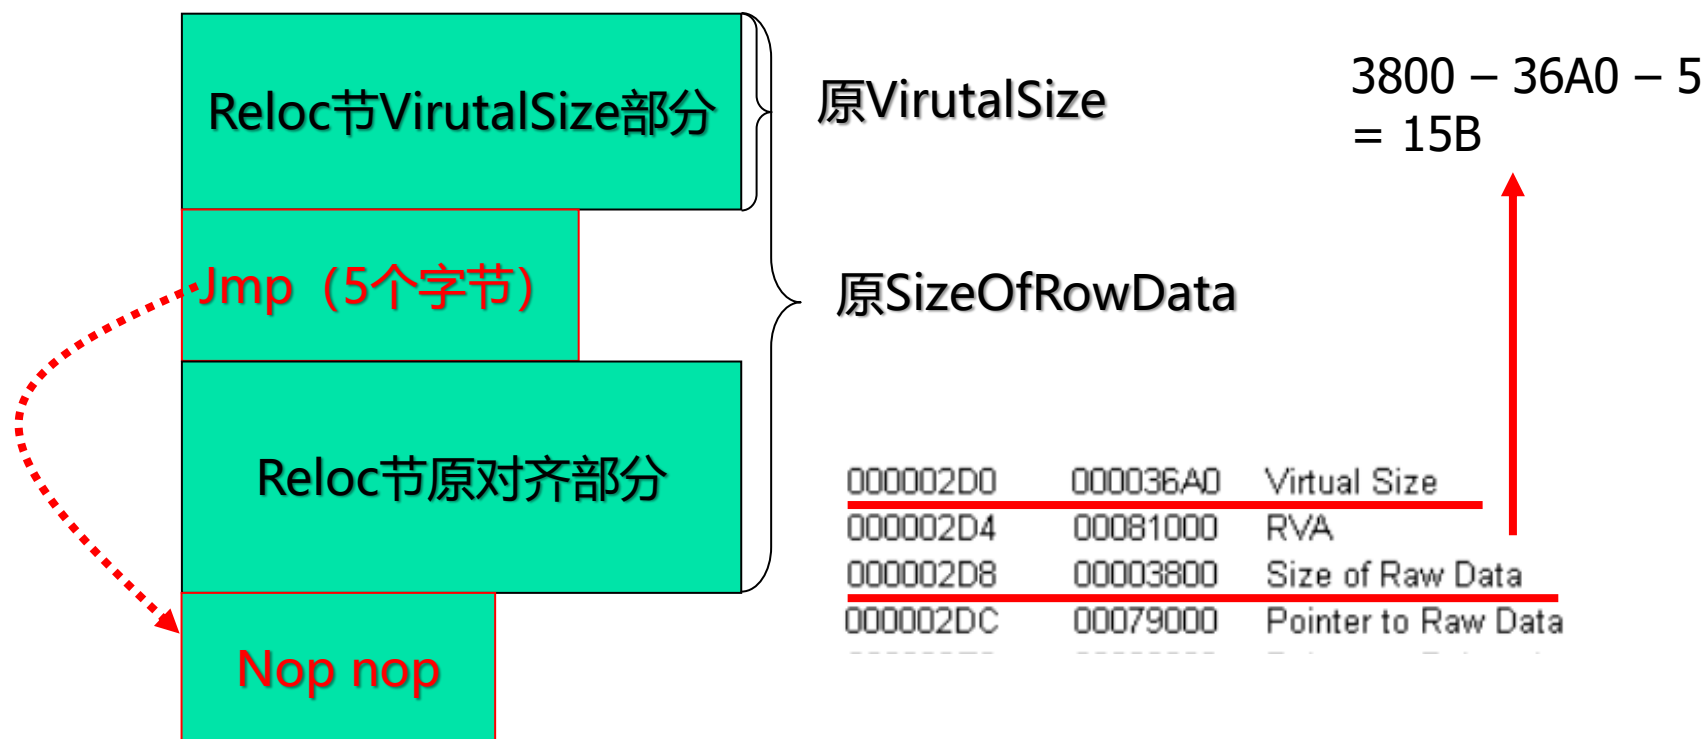 Reloc节VirutalSize部分
原VirutalSize
3800 – 36A0 – 5
= 15B
Jmp（5个字节）
原SizeOfRowData
Reloc节原对齐部分
000002D0 000036A0 Virtual Size
000002D4 00081000 RVA
000002D8 00003800 Size of Raw Data
000002DC 00079000 Pointer to Raw Data
Nop nop